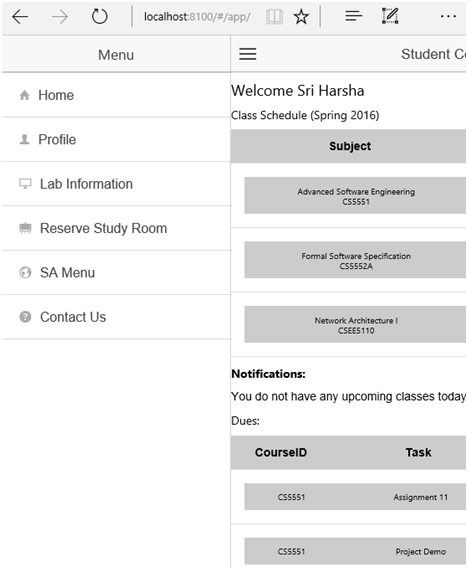 localhost:8100/#/app/
Menu
Student C
Home
Profile
Lab Information
Reserve Study Room
SA Menu
Contact Us
Welcome Sri Harsha
Class Schedule (Spring 2016)
Subject
Advanced Software Engineering
CS5551
Formal Software Specification
CS5552A
Network Architecture I
CSEE5110
Notifications:
You do not have any upcoming classes today
Dues:
CourseID Task
CS5551 Assignment 11
CS5551 Project Demo